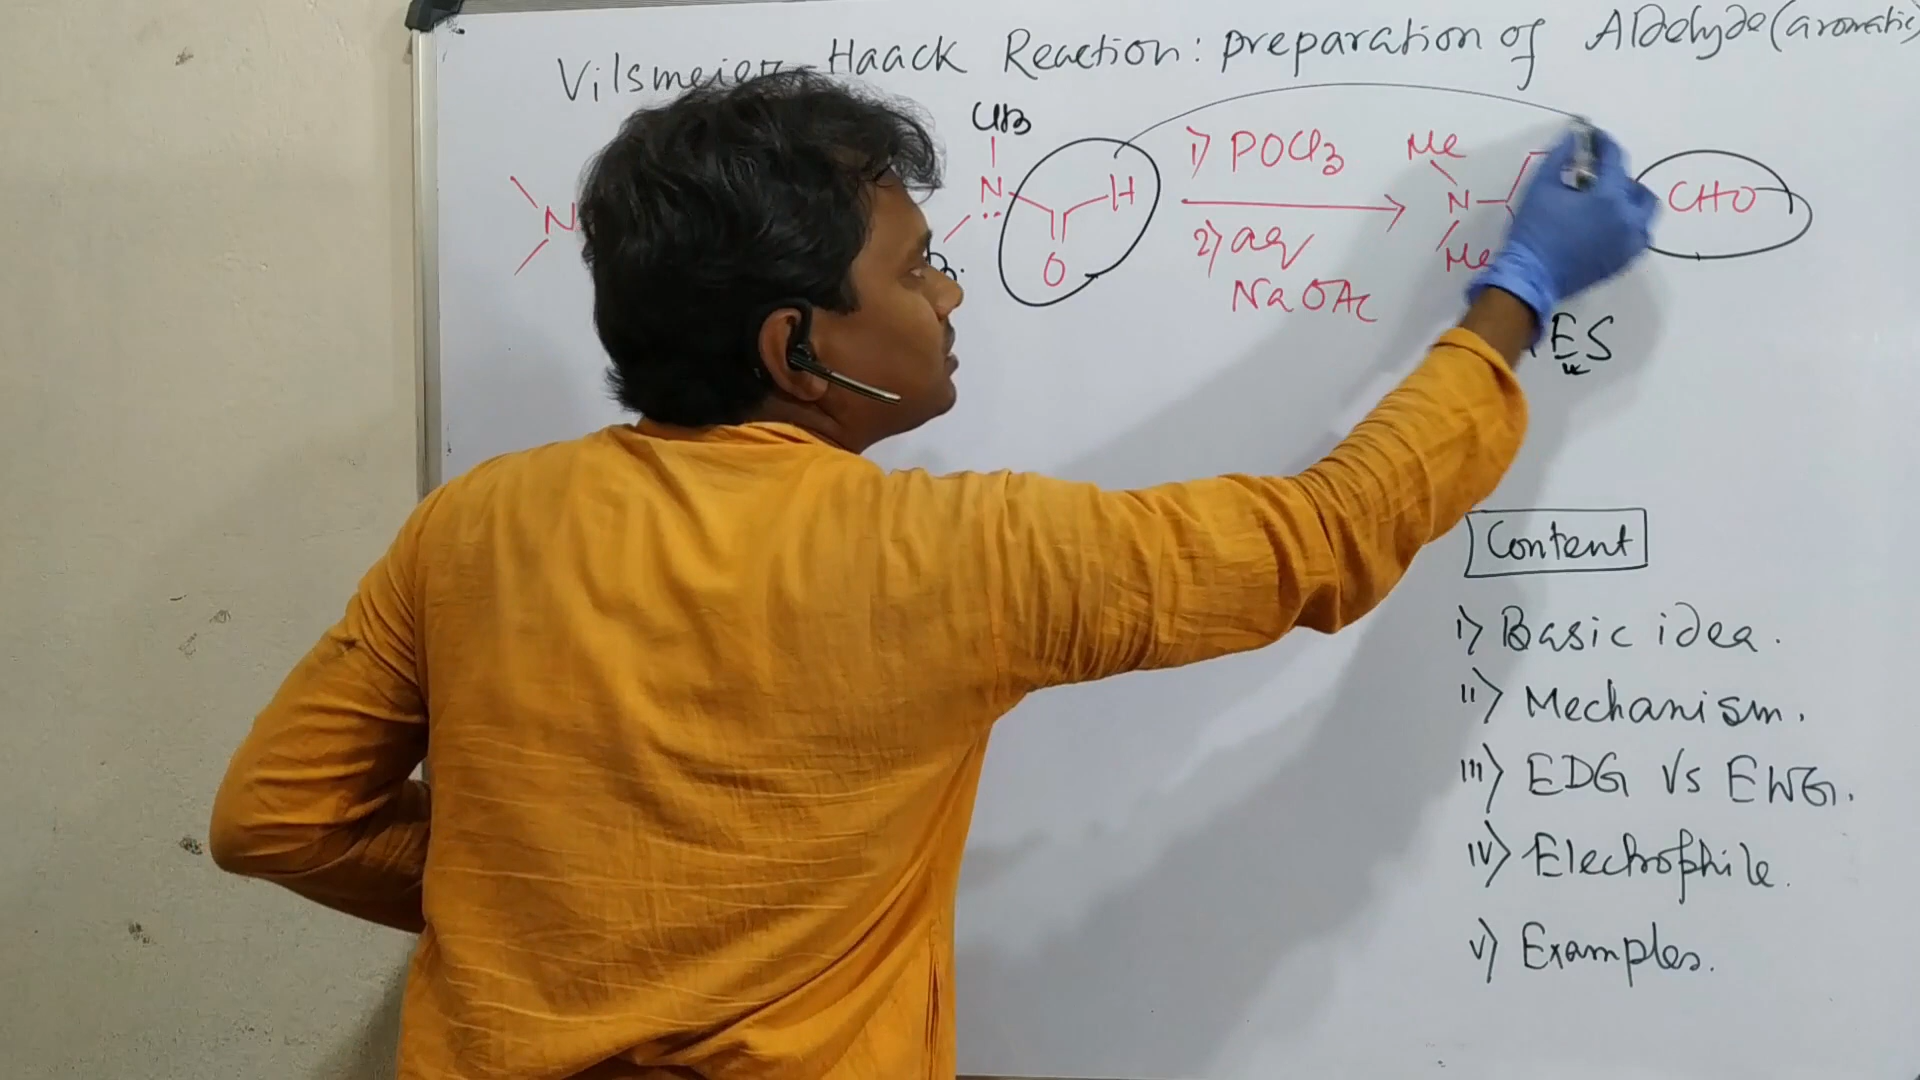 Vilsmeier-Haack Reaction: preparation of Aldehyde (aromatic)
CH3
N
N
H
O
1) POCl3
2) aq
NaOAc
Me
N
Me
CHO
ES
Content
i) Basic idea.
ii) Mechanism.
iii) EDG Vs EWG.
iv) Electrophile.
v) Examples.